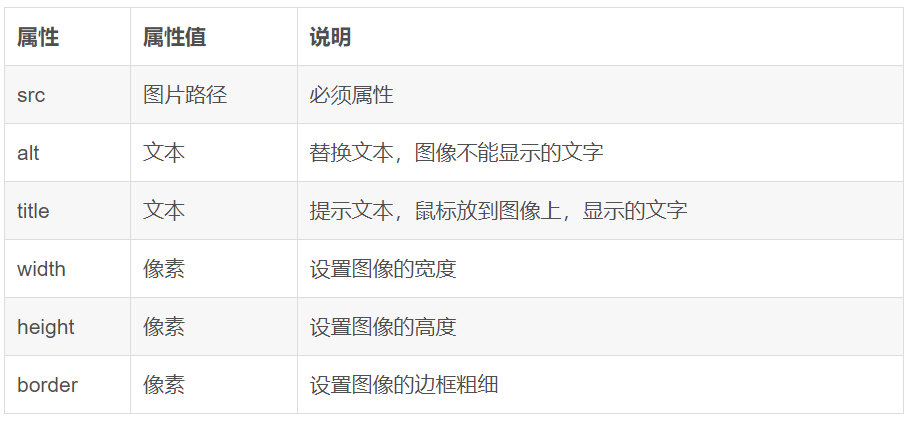 属性 属性值 说明
src 图片路径 必须属性
alt 文本 替换文本，图像不能显示的文字
title 文本 提示文本，鼠标放到图像上，显示的文字
width 像素 设置图像的宽度
height 像素 设置图像的高度
border 像素 设置图像的边框粗细